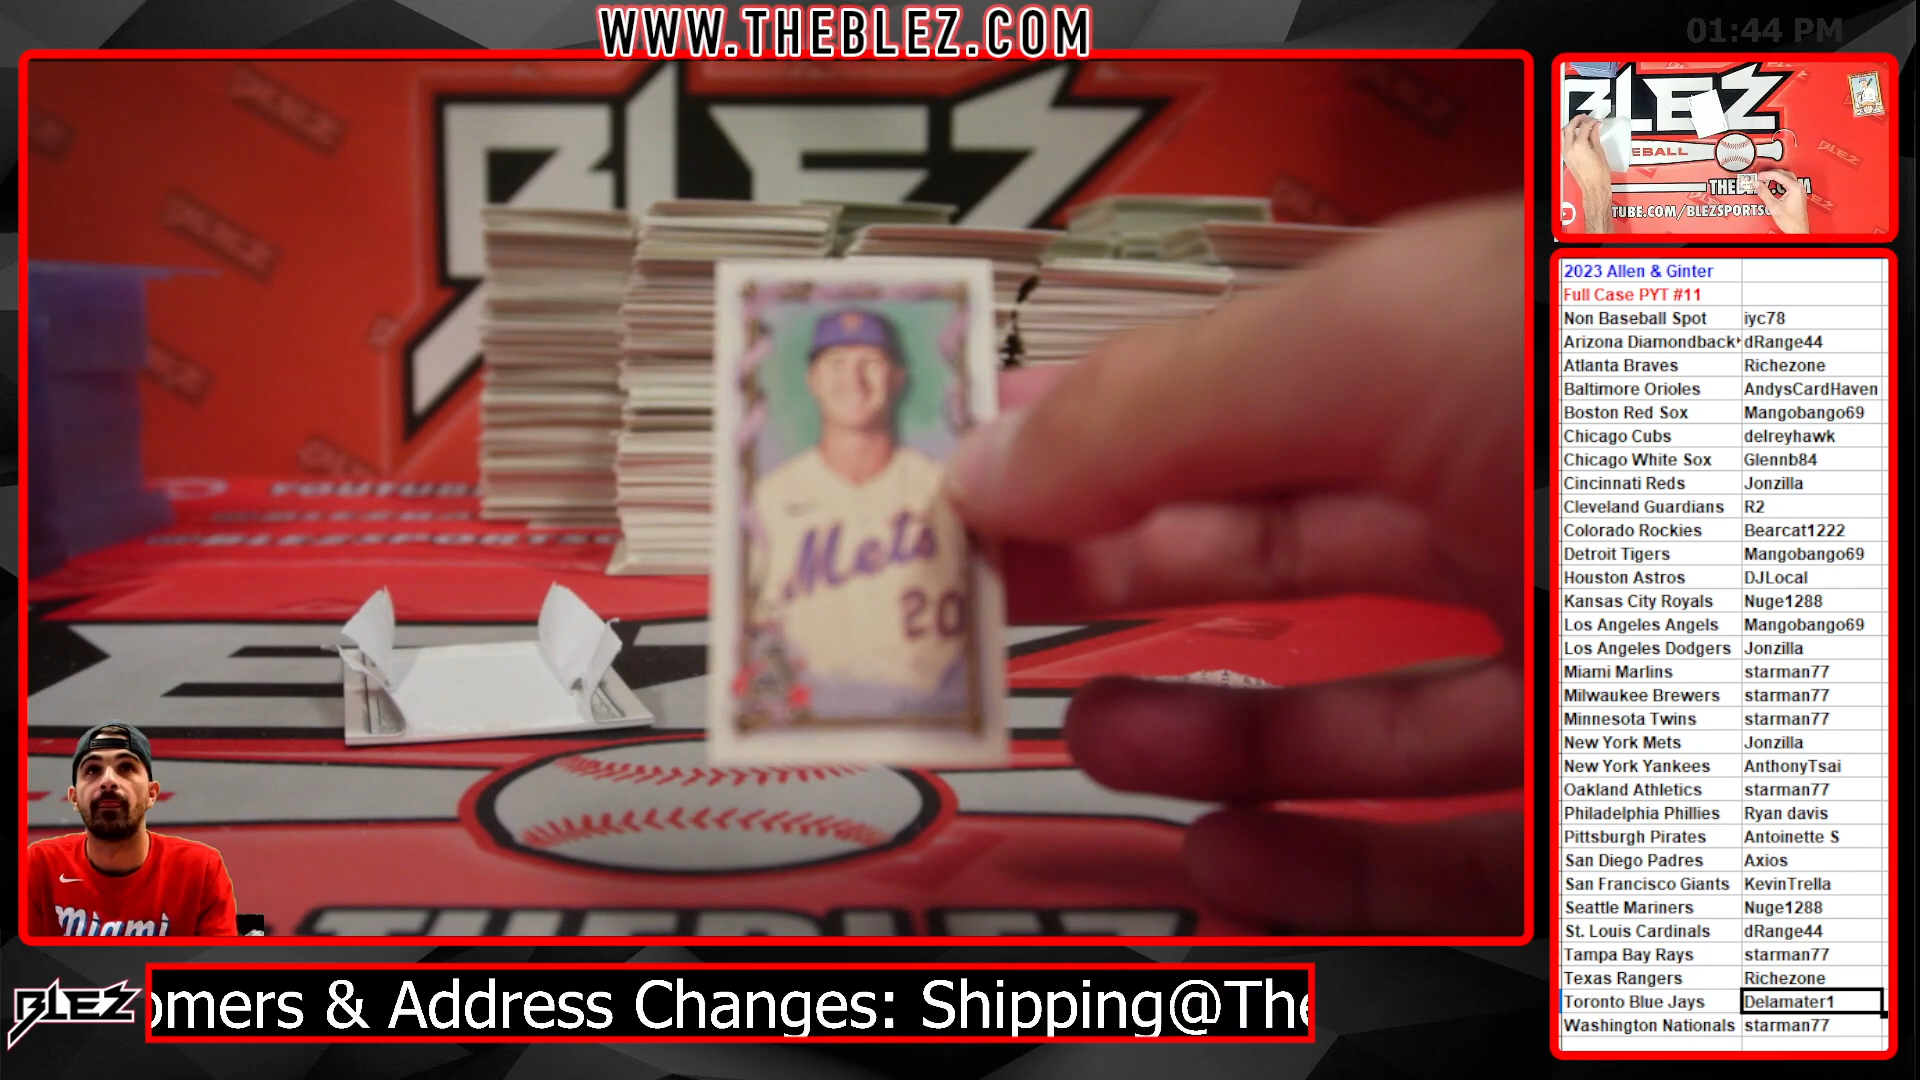 WWW.THEBLEZ.COM
01:44 PM
BLEZ
Mets
20
Miami
BLEZ
EBALL
BLEZ
TUBE.COM/BLEZSPORTSC
2023 Allen & Ginter
Full Case PYT #11
Non Baseball Spot iyc78
Arizona Diamondback dRange44
Atlanta Braves Richezone
Baltimore Orioles AndysCardHaven
Boston Red Sox Mangobango69
Chicago Cubs delreyhawk
Chicago White Sox Glennb84
Cincinnati Reds Jonzilla
Cleveland Guardians R2
Colorado Rockies Bearcat1222
Detroit Tigers Mangobango69
Houston Astros DJLocal
Kansas City Royals Nuge1288
Los Angeles Angels Mangobango69
Los Angeles Dodgers Jonzilla
Miami Marlins starman77
Milwaukee Brewers starman77
Minnesota Twins starman77
New York Mets Jonzilla
New York Yankees AnthonyTsai
Oakland Athletics starman77
Philadelphia Phillies Ryan davis
Pittsburgh Pirates Antoinette S
San Diego Padres Axios
San Francisco Giants KevinTrella
Seattle Mariners Nuge1288
St. Louis Cardinals dRange44
Tampa Bay Rays starman77
Texas Rangers Richezone
Toronto Blue Jays Delamater1
Washington Nationals starman77
BLEZ
omers & Address Changes: Shipping@The